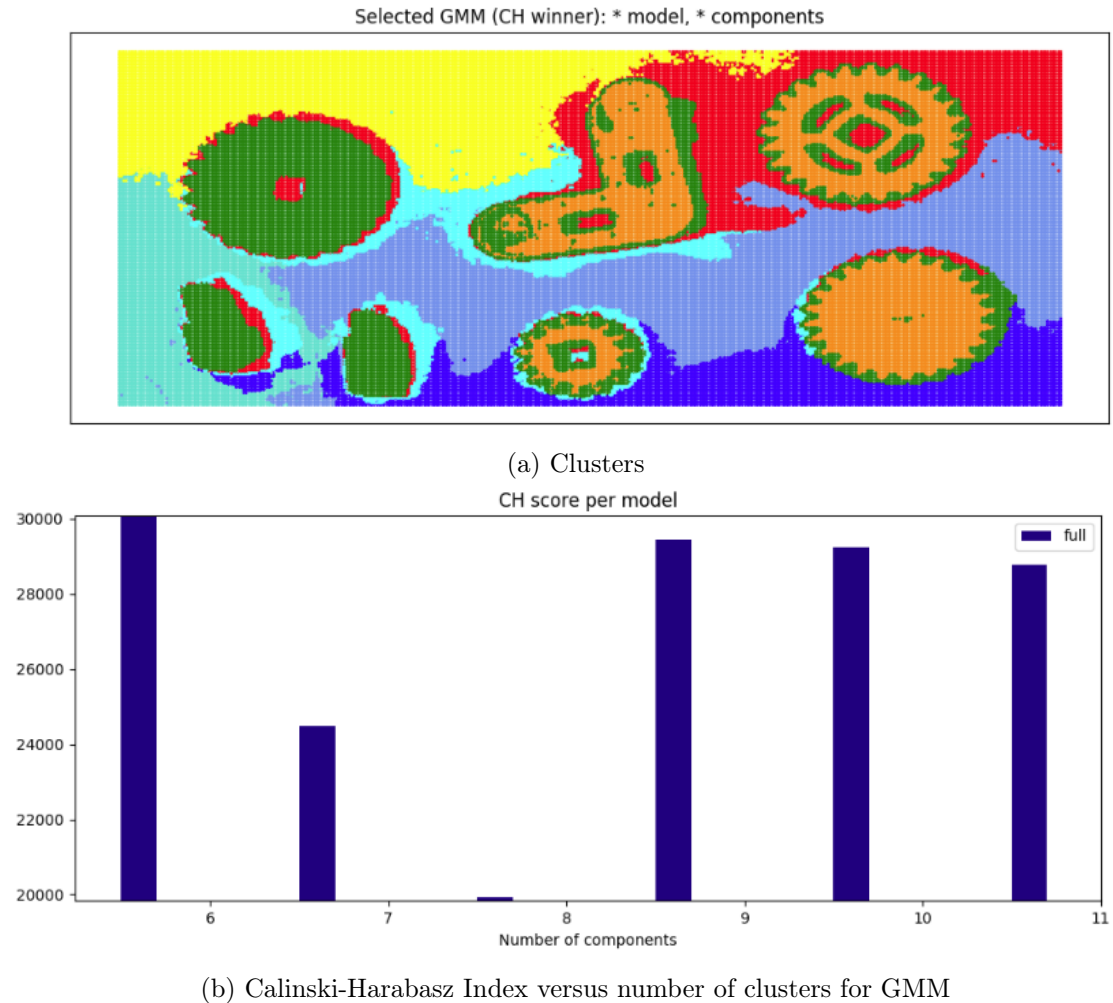 Selected GMM (CH winner): * model, * components
(a) Clusters
CH score per model
30000
full
28000
26000
24000
22000
20000
6 7 8 9 10 11
Number of components
(b) Calinski-Harabasz Index versus number of clusters for GMM